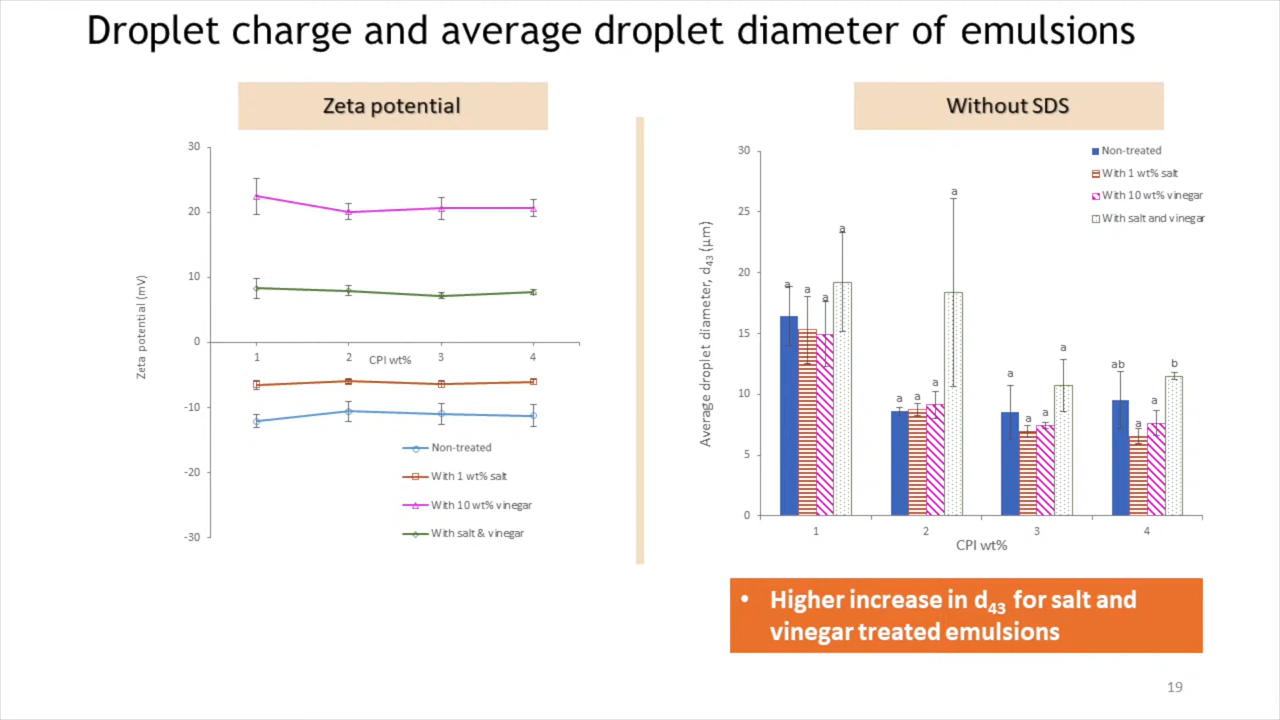 Droplet charge and average droplet diameter of emulsions
Zeta potential
30
20
10
0
-10
-20
-30
Zeta potential (mV)
1
2
3
4
CPI wt%
Non-treated
With 1 wt% salt
With 10 wt% vinegar
With salt & vinegar
Without SDS
30
25
20
15
10
5
0
Average droplet diameter, d43 (μm)
Non-treated
With 1 wt% salt
With 10 wt% vinegar
With salt and vinegar
a
a
a
a
a
a
a
a
a
a
a
a
ab
a
a
b
1
2
3
4
CPI wt%
• Higher increase in d43 for salt and
vinegar treated emulsions
19